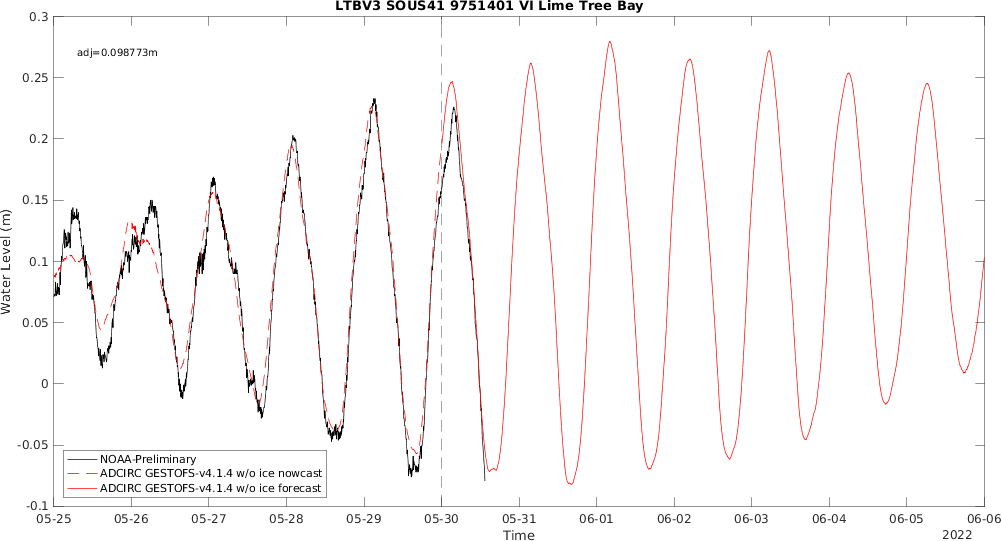 LTBV3 SOUS41 9751401 VI Lime Tree Bay
adj=0.098773m
0.3
0.25
0.2
0.15
0.1
0.05
0
-0.05
-0.1
Water Level (m)
NOAA-Preliminary
ADCIRC GESTOFS-v4.1.4 w/o ice nowcast
ADCIRC GESTOFS-v4.1.4 w/o ice forecast
05-25 05-26 05-27 05-28 05-29 05-30 05-31 06-01 06-02 06-03 06-04 06-05 06-06
Time
2022